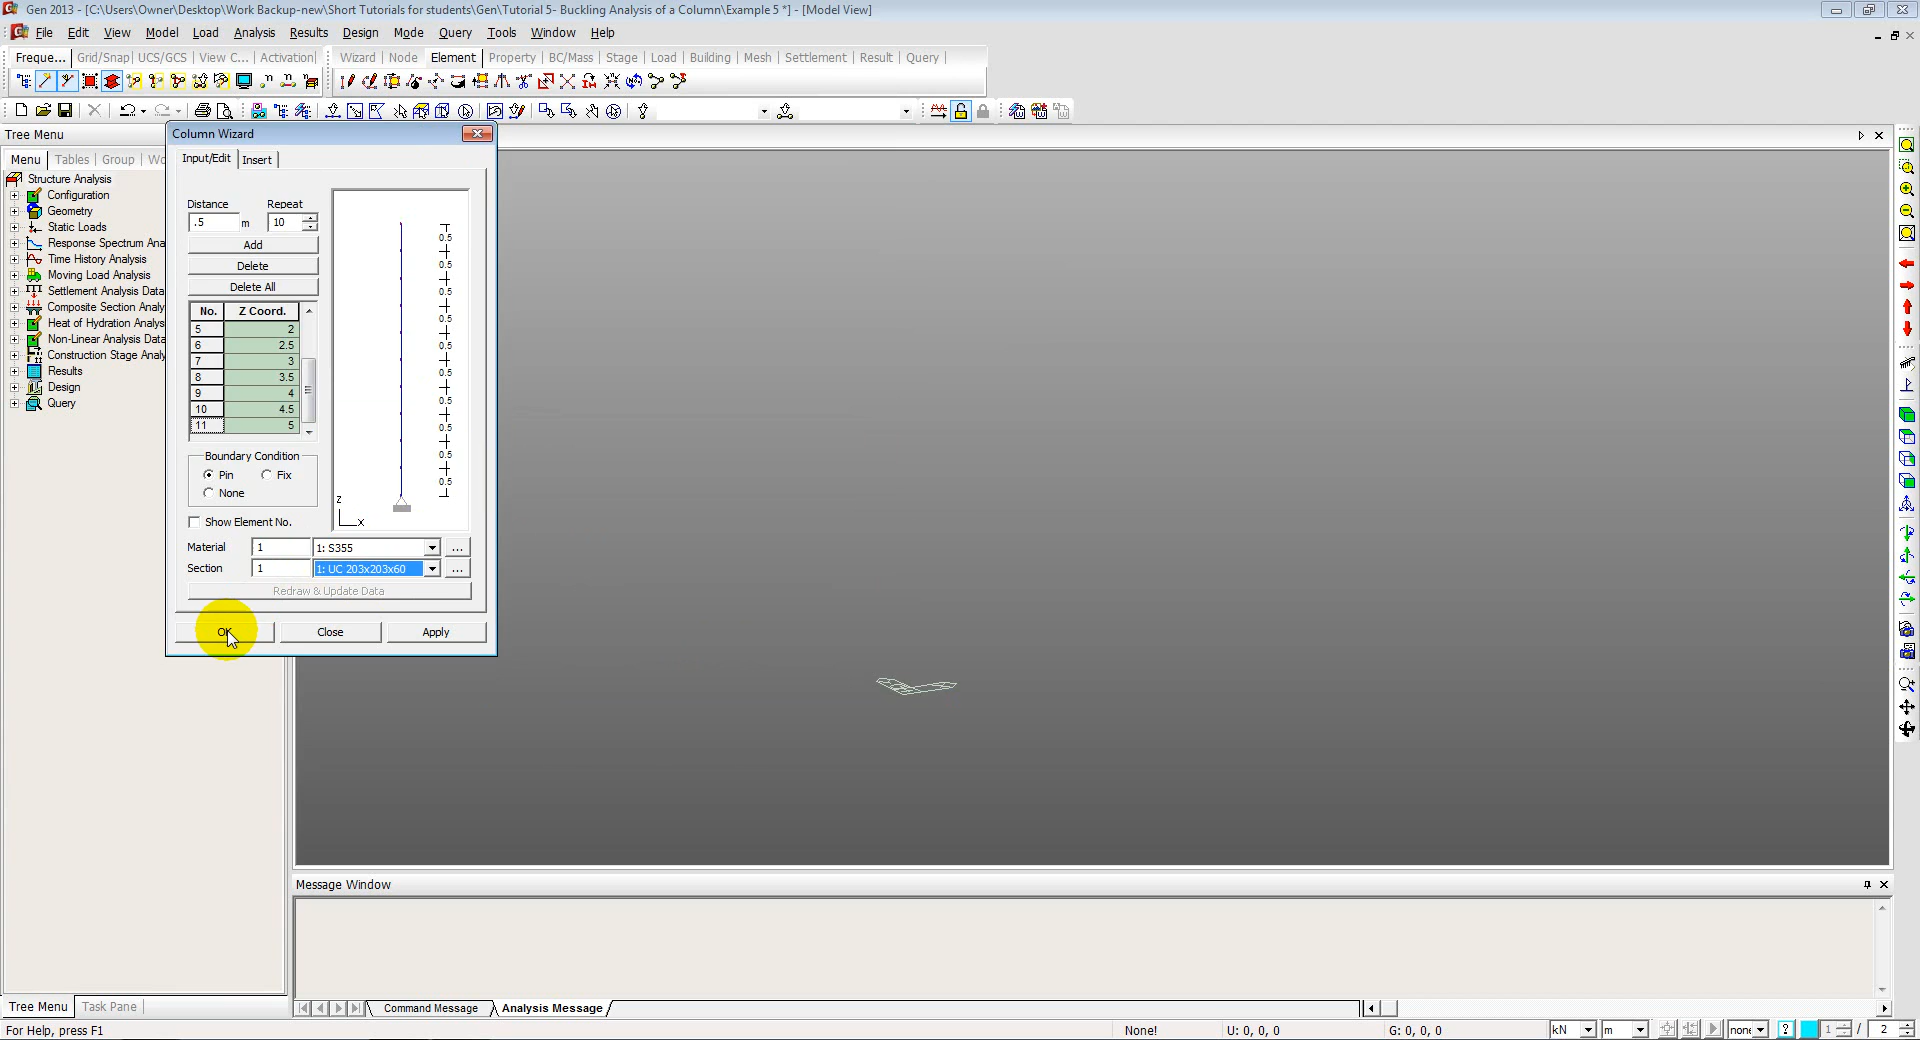 Gen 2013 - [C:\Users\Owner\Desktop\Work Backup-new\Short Tutorials for students\Gen\Tutorial 5- Buckling Analysis of a Column\Example 5 *] - [Model View]
File Edit View Model Load Analysis Results Design Mode Query Tools Window Help
Freque... Grid/Snap UCS/GCS View C... Activation Wizard Node Element Property BC/Mass Stage Load Building Mesh Settlement Result Query
Tree Menu
Menu Tables Group Wo
Structure Analysis
Configuration
Geometry
Static Loads
Response Spectrum Ana
Time History Analysis
Moving Load Analysis
Settlement Analysis Data
Composite Section Analy
Heat of Hydration Analys
Non-Linear Analysis Data
Construction Stage Analy
Results
Design
Query
Column Wizard
Input/Edit Insert
Distance Repeat
.5 m 10
Add
Delete
Delete All
No. Z Coord.
5 2
6 2.5
7 3
8 3.5
9 4
10 4.5
11 5
0.5
0.5
0.5
0.5
0.5
0.5
0.5
0.5
0.5
0.5
z
x
Boundary Condition
Pin Fix
None
Show Element No.
Material 1 1: S355 ...
Section 1 1: UC 203x203x60 ...
Redraw & Update Data
OK Close Apply
Message Window
Tree Menu Task Pane
Command Message Analysis Message
For Help, press F1 None! U: 0, 0, 0 G: 0, 0, 0 kN m none ? 1 / 2